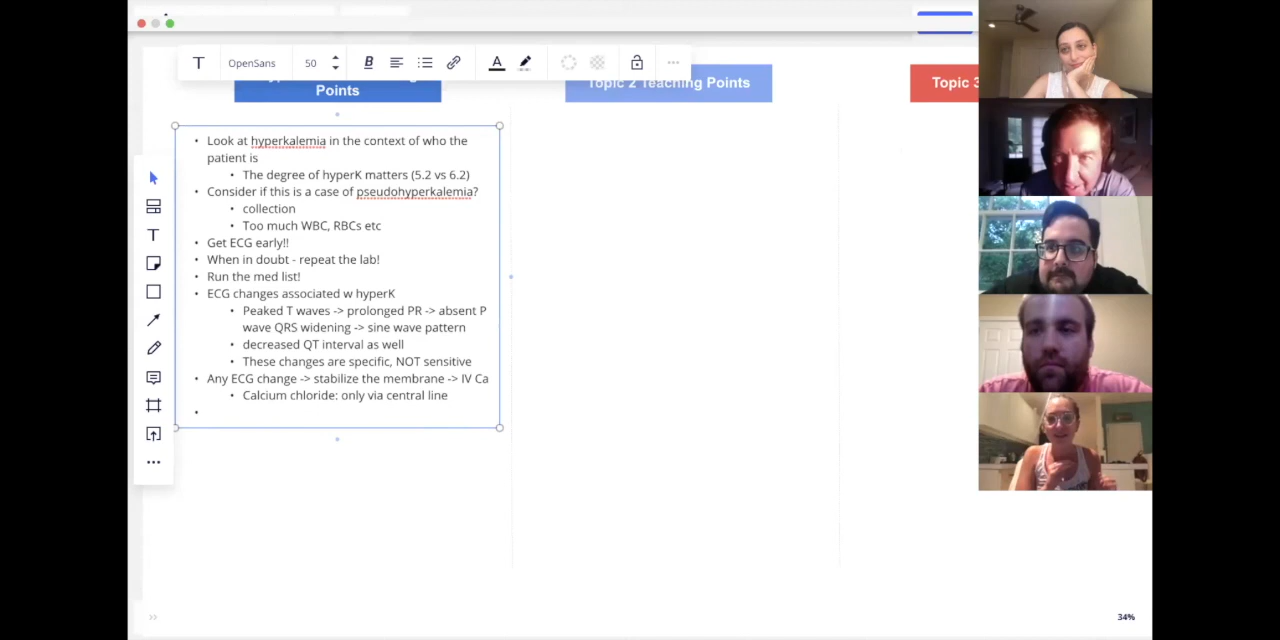 OpenSans
50
B
A
Points
Topic 2 Teaching Points
Topic 3
• Look at hyperkalemia in the context of who the
patient is
• The degree of hyperK matters (5.2 vs 6.2)
• Consider if this is a case of pseudohyperkalemia?
• collection
• Too much WBC, RBCs etc
• Get ECG early!!
• When in doubt - repeat the lab!
• Run the med list!
• ECG changes associated w hyperK
• Peaked T waves -> prolonged PR -> absent P
wave QRS widening -> sine wave pattern
• decreased QT interval as well
• These changes are specific, NOT sensitive
• Any ECG change -> stabilize the membrane -> IV Ca
• Calcium chloride: only via central line
34%